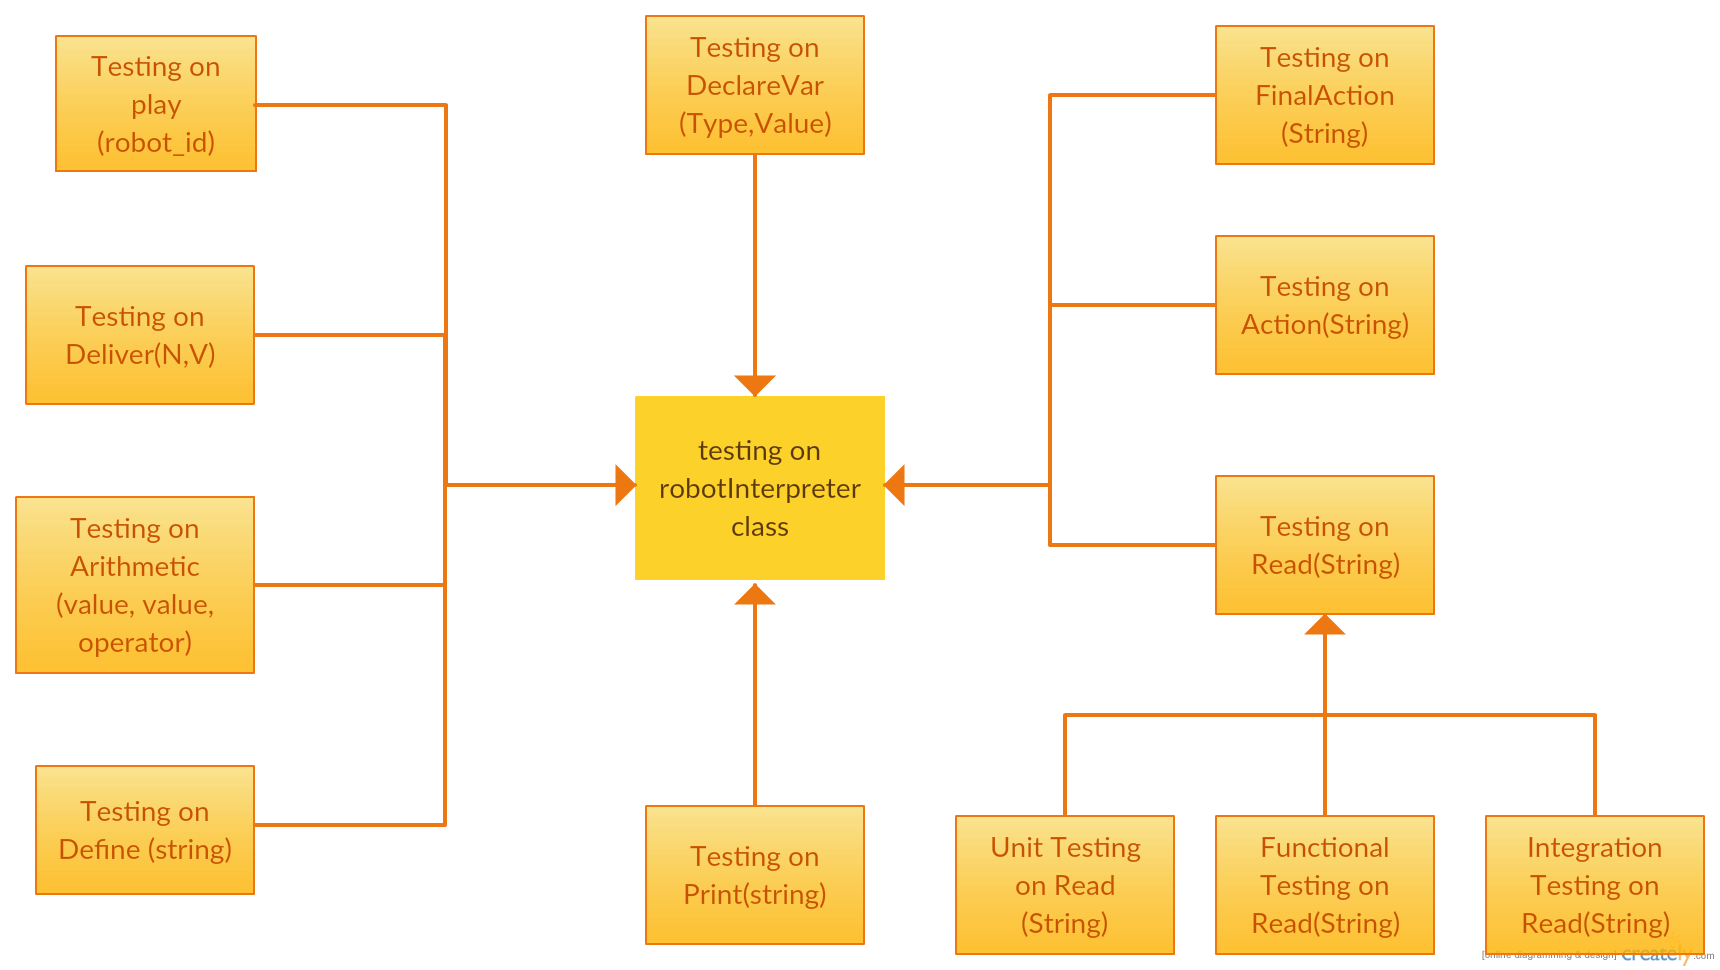 Testing on
play
(robot_id)
Testing on
Deliver(N,V)
Testing on
Arithmetic
(value, value,
operator)
Testing on
Define (string)
Testing on
DeclareVar
(Type,Value)
testing on
robotInterpreter
class
Testing on
Print(string)
Testing on
FinalAction
(String)
Testing on
Action(String)
Testing on
Read(String)
Unit Testing
on Read
(String)
Functional
Testing on
Read(String)
Integration
Testing on
Read(String)
[online diagramming & design] creately.com